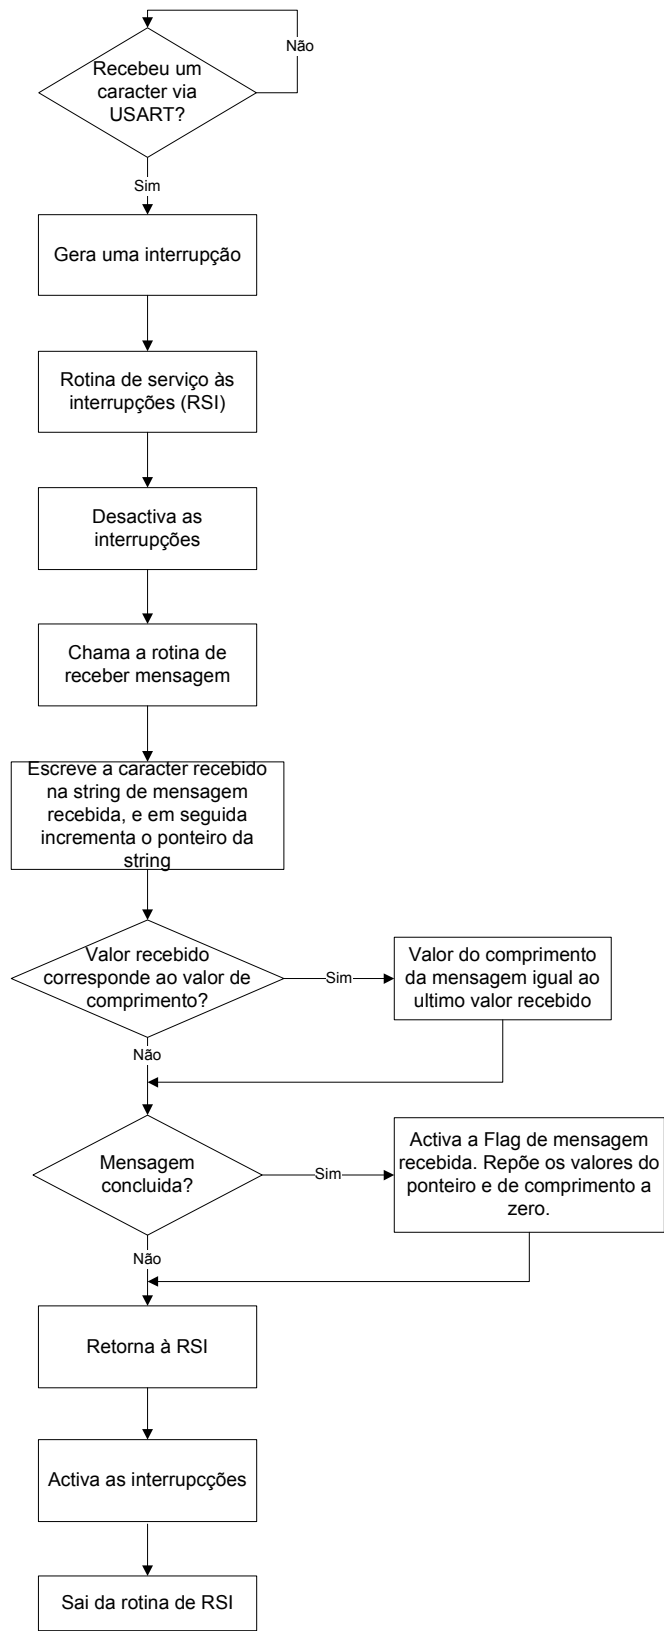 Não
Recebeu um
caracter via
USART?
Sim
Gera uma interrupção
Rotina de serviço às
interrupções (RSI)
Desactiva as
interrupções
Chama a rotina de
receber mensagem
Escreve a caracter recebido
na string de mensagem
recebida, e em seguida
incrementa o ponteiro da
string
Valor recebido
corresponde ao valor de
comprimento?
Sim
Valor do comprimento
da mensagem igual ao
ultimo valor recebido
Não
Mensagem
concluida?
Sim
Activa a Flag de mensagem
recebida. Repõe os valores do
ponteiro e de comprimento a
zero.
Não
Retorna à RSI
Activa as interrupcções
Sai da rotina de RSI